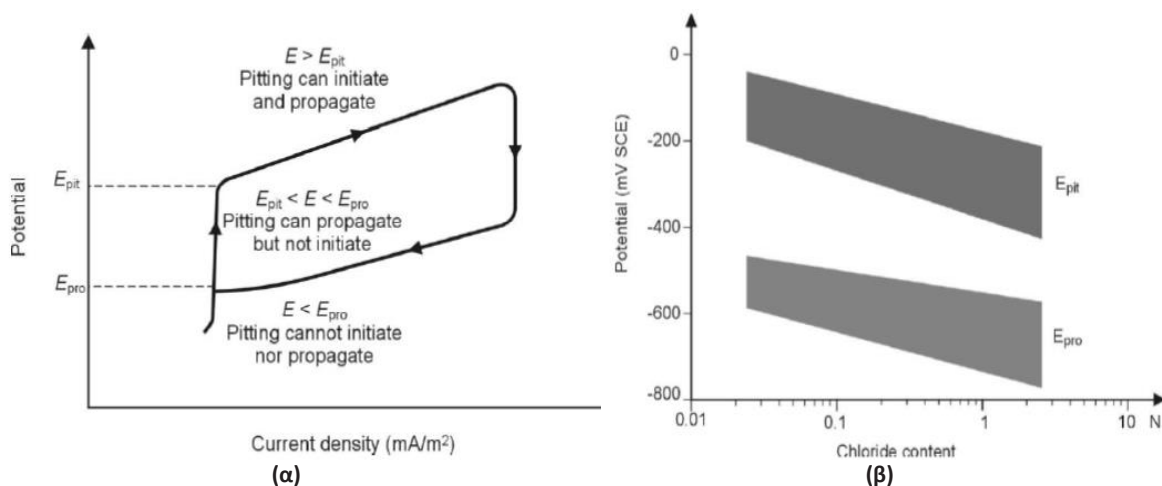 E > Epit
Pitting can initiate
and propagate
Potential
Epit
Epit < E < Epro
Pitting can propagate
but not initiate
Epro
E < Epro
Pitting cannot initiate
nor propagate
Current density (mA/m²)
(α)
Potential (mV SCE)
0
-200
-400
-600
-800
Epit
Epro
0.01
0.1
1
10
N
Chloride content
(β)